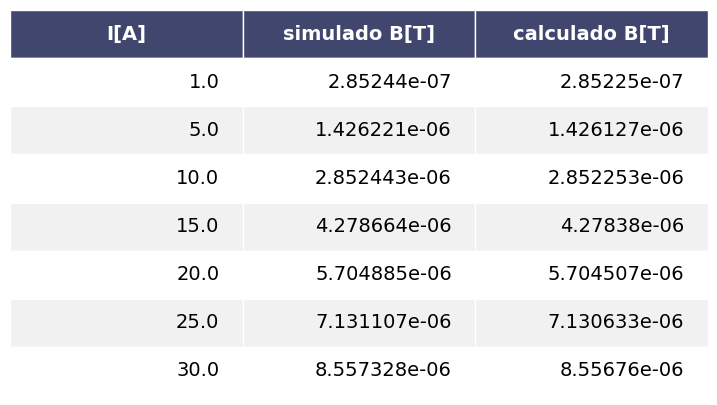 I[A] simulado B[T] calculado B[T]
1.0 2.85244e-07 2.85225e-07
5.0 1.426221e-06 1.426127e-06
10.0 2.852443e-06 2.852253e-06
15.0 4.278664e-06 4.27838e-06
20.0 5.704885e-06 5.704507e-06
25.0 7.131107e-06 7.130633e-06
30.0 8.557328e-06 8.55676e-06